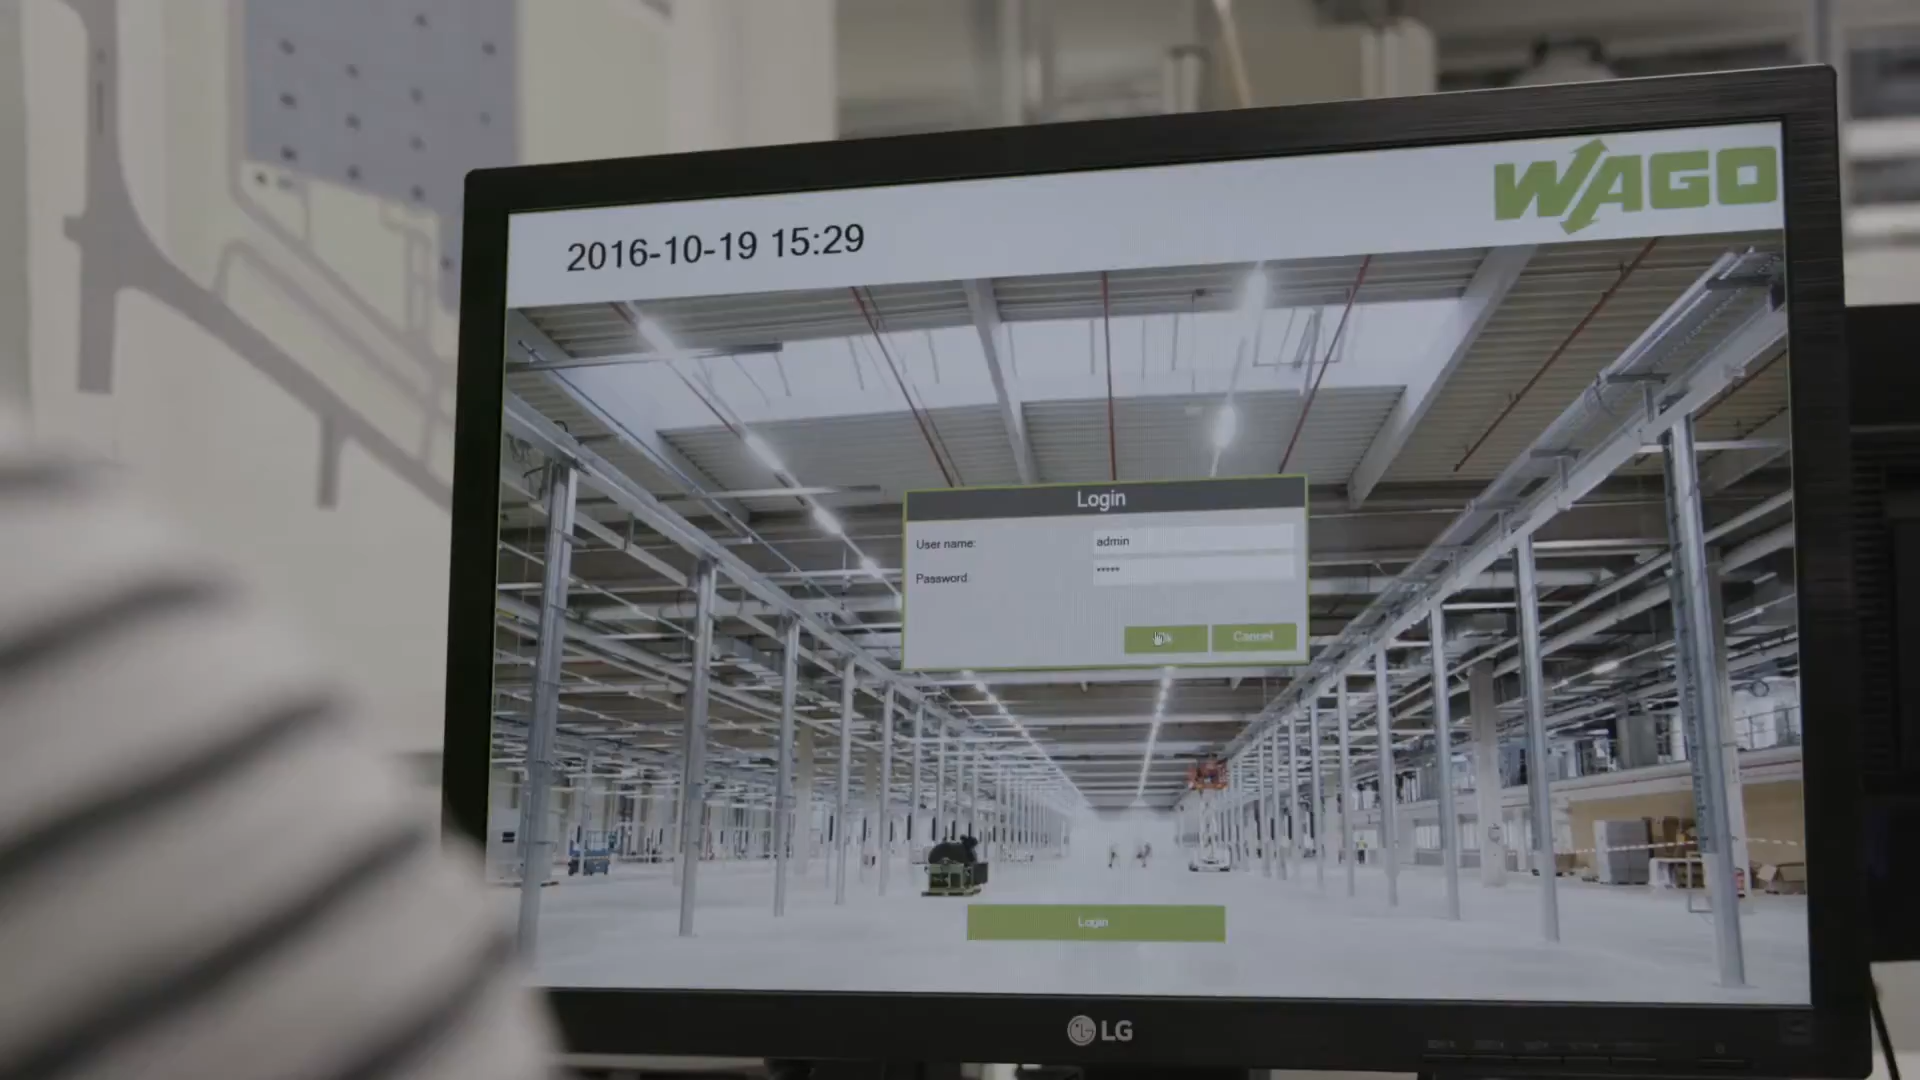 WAGO
2016-10-19 15:29
Login
User name: admin
Password: *****
Cancel
Login
LG